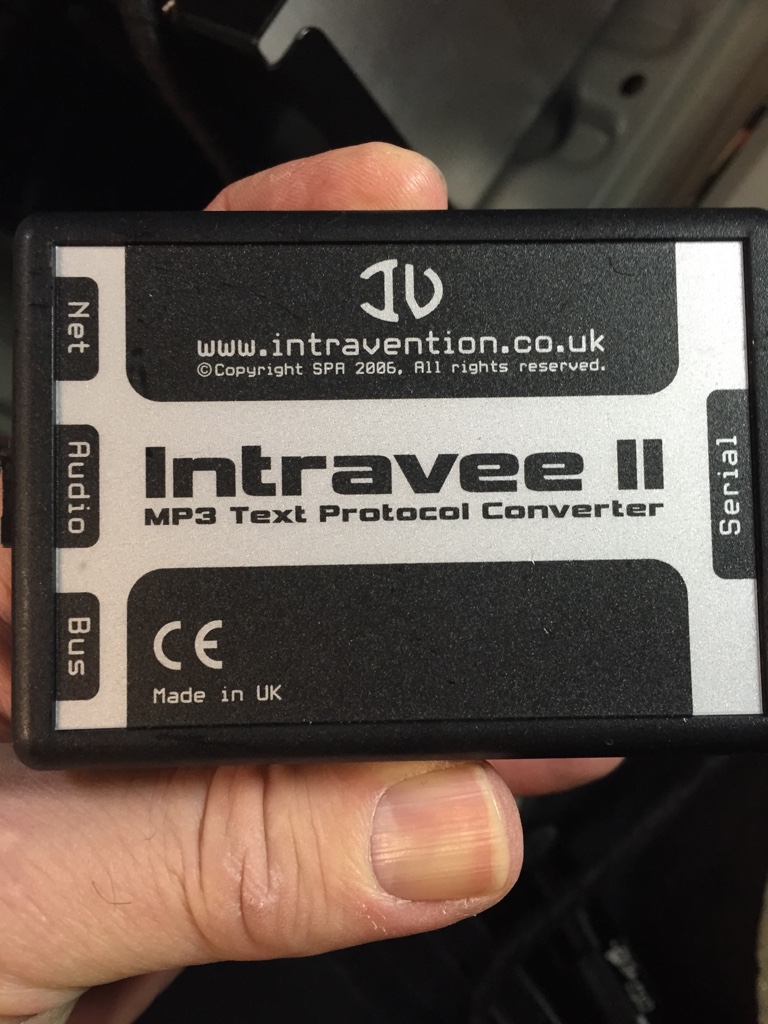 IV
www.intravention.co.uk
©Copyright SPA 2006, All rights reserved.
Net
Audio
Bus
Intravee II
MP3 Text Protocol Converter
Serial
CE
Made in UK